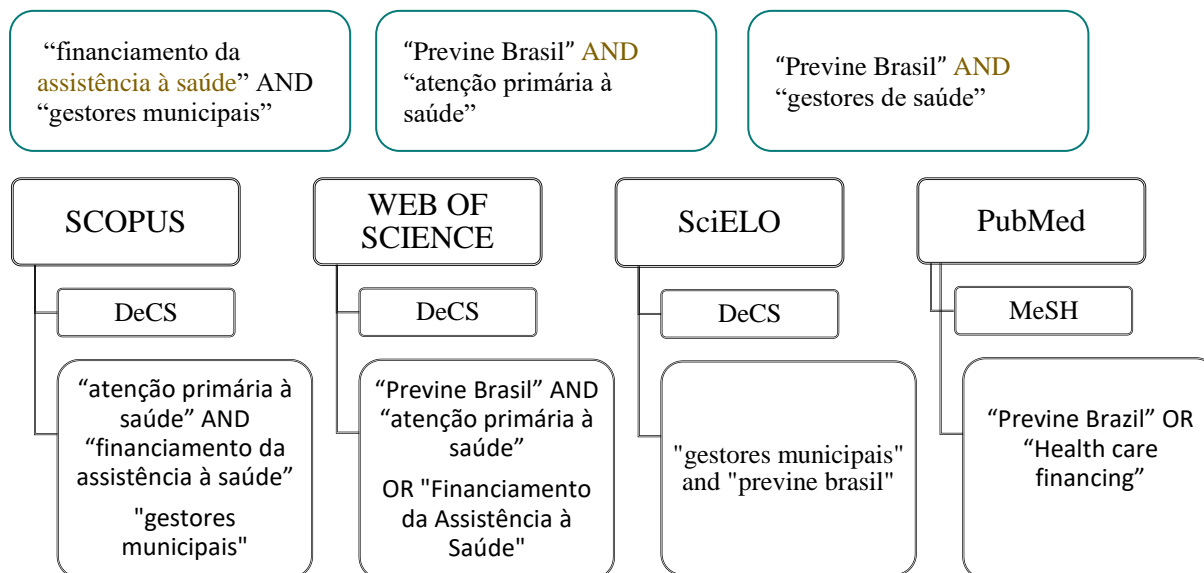 “financiamento da
assistência à saúde” AND
“gestores municipais”
“Previne Brasil” AND
“atenção primária à
saúde”
“Previne Brasil” AND
“gestores de saúde”
SCOPUS
DeCS
“atenção primária à
saúde” AND
“financiamento da
assistência à saúde”
"gestores
municipais"
WEB OF
SCIENCE
DeCS
“Previne Brasil” AND
“atenção primária à
saúde”
OR "Financiamento
da Assistência à
Saúde"
SciELO
DeCS
"gestores municipais"
and "previne brasil"
PubMed
MeSH
“Previne Brazil” OR
“Health care
financing”